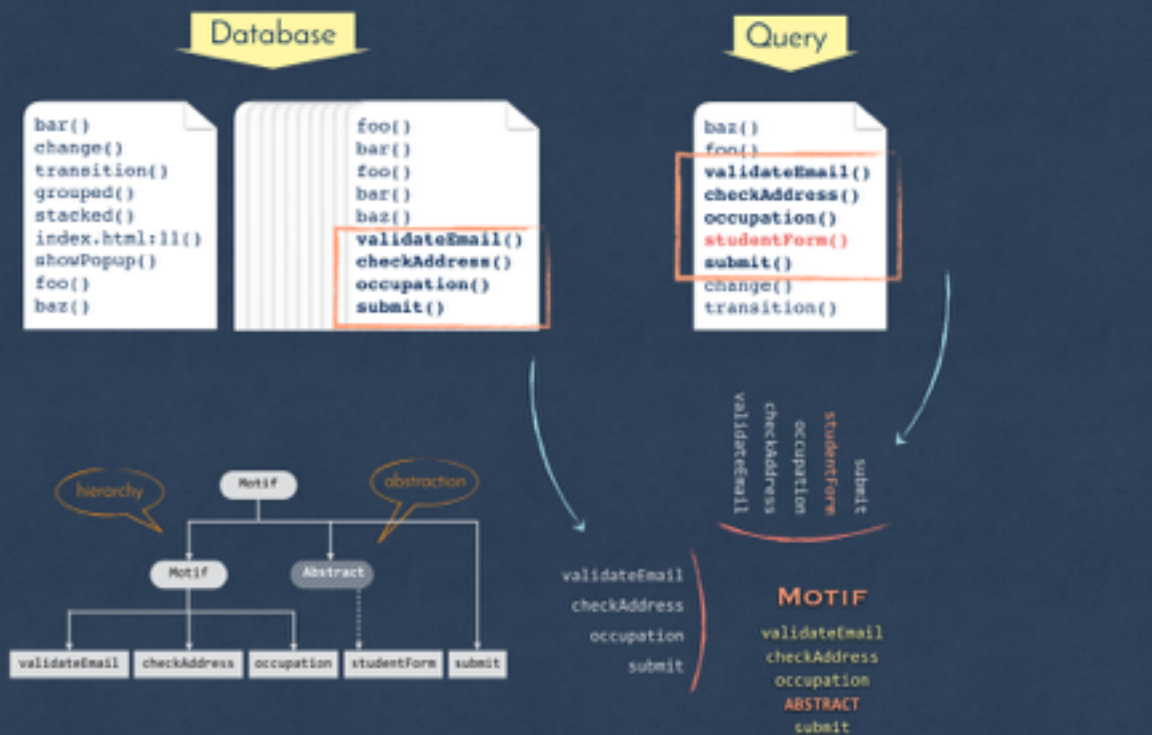 Database
Query
bar()
change()
transition()
grouped()
stacked()
index.html:11()
showPopup()
foo()
baz()
foo()
bar()
foo()
bar()
baz()
validateEmail()
checkAddress()
occupation()
submit()
baz()
foo()
validateEmail()
checkAddress()
occupation()
studentForm()
submit()
change()
transition()
validateEmail
checkAddress
occupation
studentForm
submit
hierarchy
Motif
abstraction
Motif
Abstract
validateEmail
checkAddress
occupation
studentForm
submit
validateEmail
checkAddress
occupation
submit
MOTIF
validateEmail
checkAddress
occupation
ABSTRACT
submit